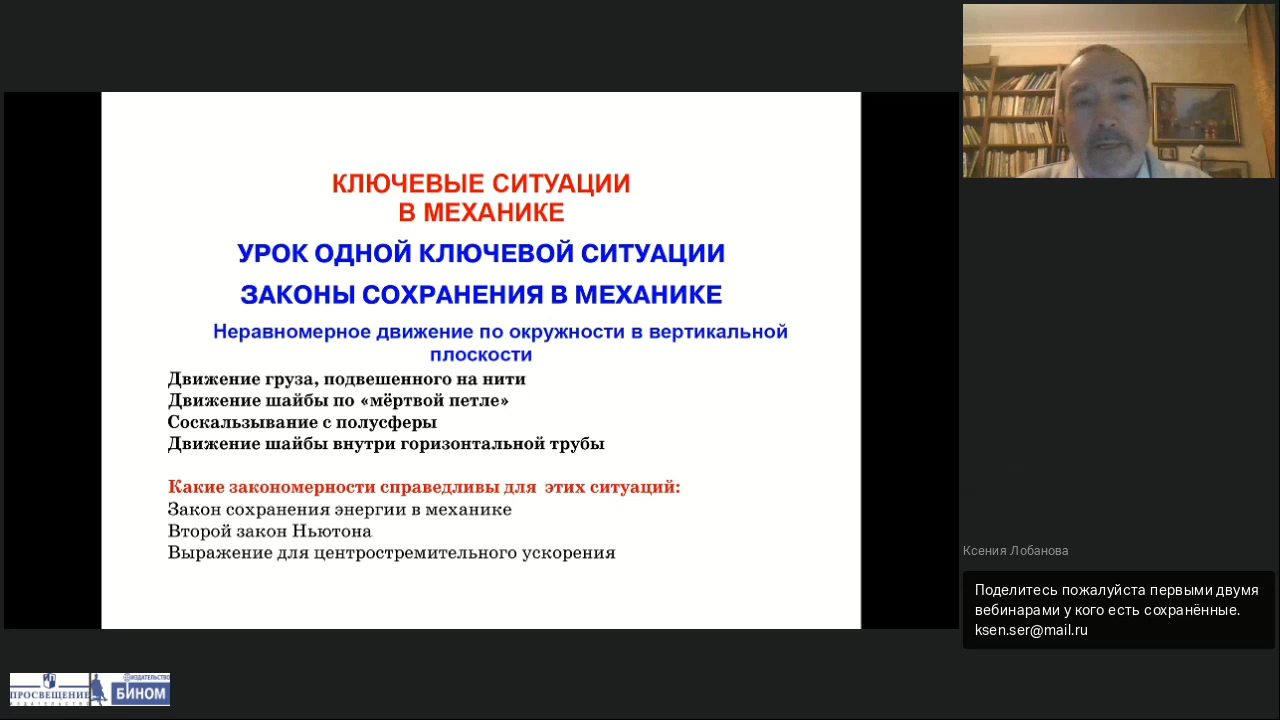 КЛЮЧЕВЫЕ СИТУАЦИИ
В МЕХАНИКЕ
УРОК ОДНОЙ КЛЮЧЕВОЙ СИТУАЦИИ
ЗАКОНЫ СОХРАНЕНИЯ В МЕХАНИКЕ
Неравномерное движение по окружности в вертикальной
плоскости
Движение груза, подвешенного на нити
Движение шайбы по «мёртвой петле»
Соскальзывание с полусферы
Движение шайбы внутри горизонтальной трубы
Какие закономерности справедливы для этих ситуаций:
Закон сохранения энергии в механике
Второй закон Ньютона
Выражение для центростремительного ускорения
Ксения Лобанова
Поделитесь пожалуйста первыми двумя
вебинарами у кого есть сохранённые.
ksen.ser@mail.ru
ПРОСВЕЩЕНИЕ
ИЗДАТЕЛЬСТВО
ИЗДАТЕЛЬСТВО
БИНОМ